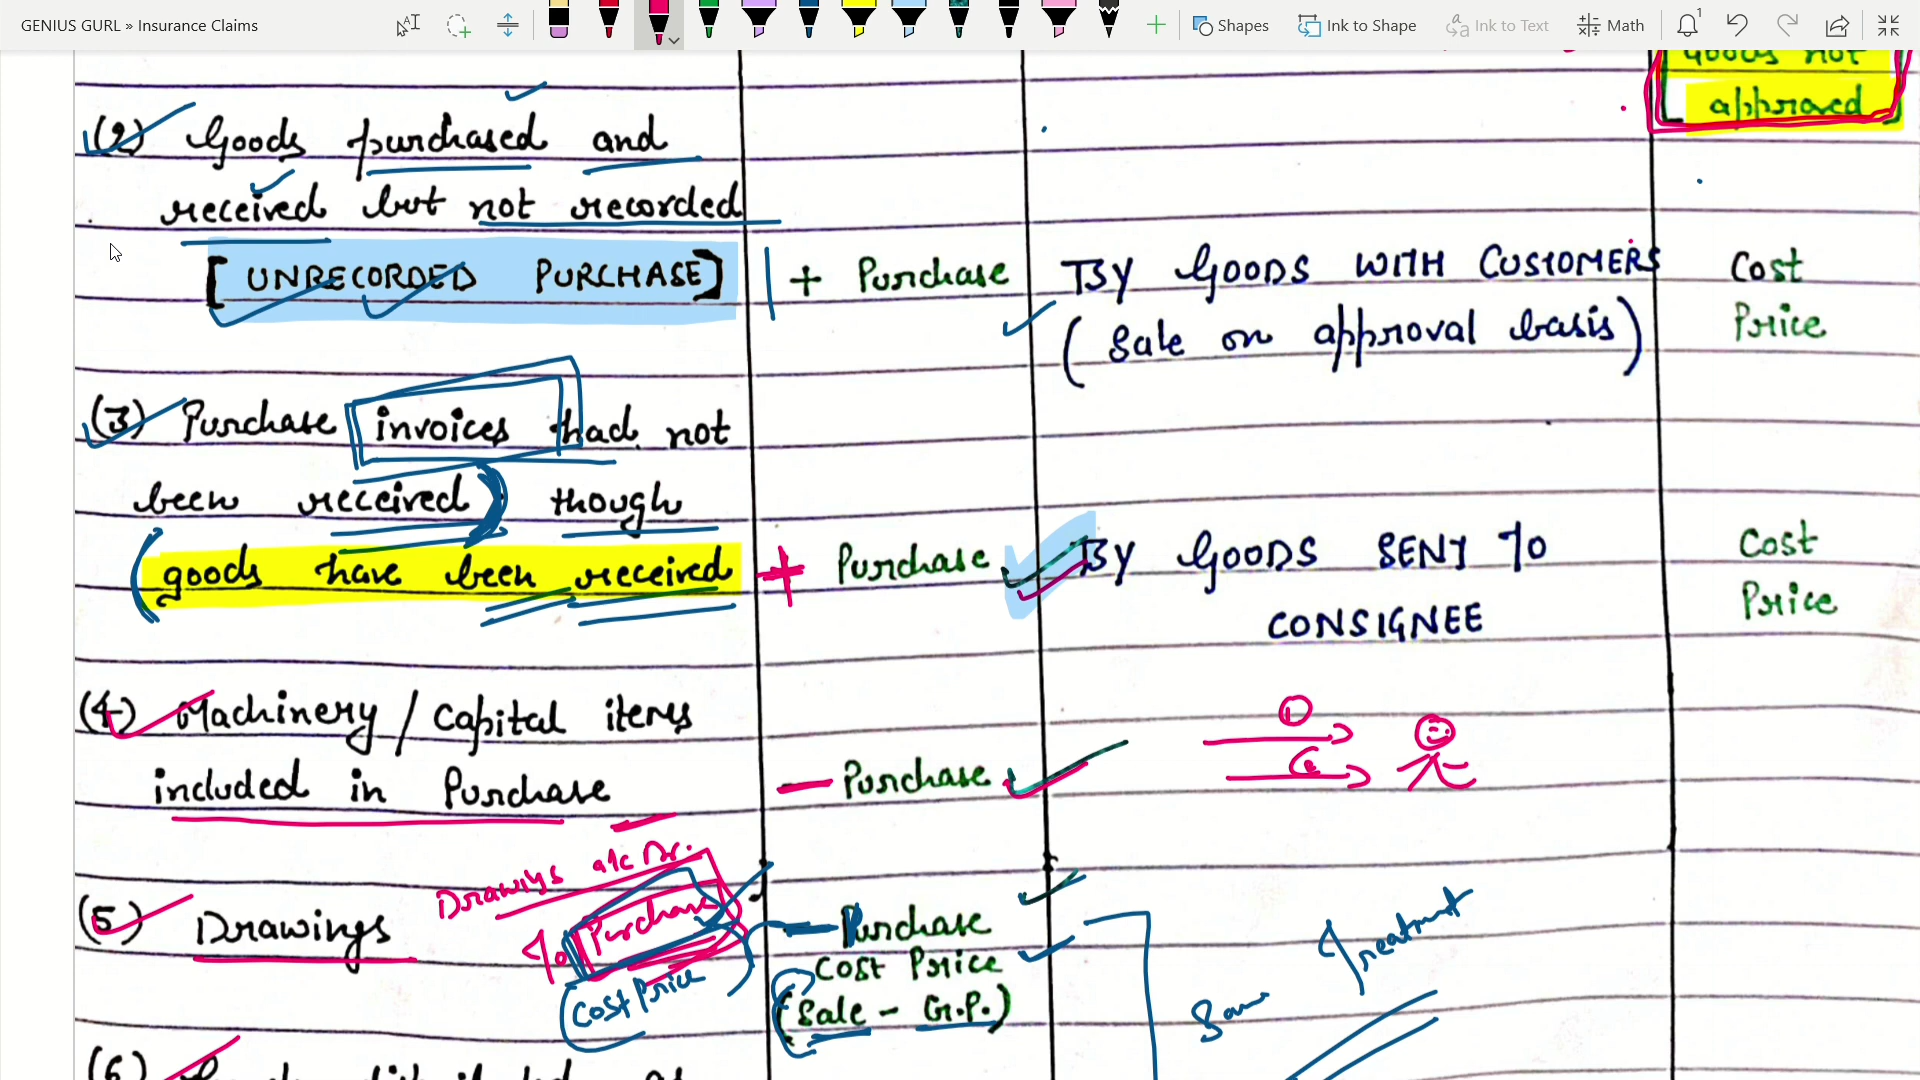 GENIUS GURL » Insurance Claims
Shapes
Ink to Shape
Ink to Text
Math
1
Goods not
approved
(2) Goods purchased and
received but not recorded
[UNRECORDED PURCHASE]
+ Purchase
BY GOODS WITH CUSTOMERS
(Sale on approval basis)
Cost
Price
(3) Purchase invoices had not
been received though
goods have been received
+ Purchase
BY GOODS SENT TO
CONSIGNEE
Cost
Price
(4) Machinery / Capital items
included in Purchase
- Purchase
Drawings a/c Dr.
To Purchase
Cost Price
(5) Drawings
- Purchase
Cost Price
(Sale - G.P.)
Same Treatment
(6)